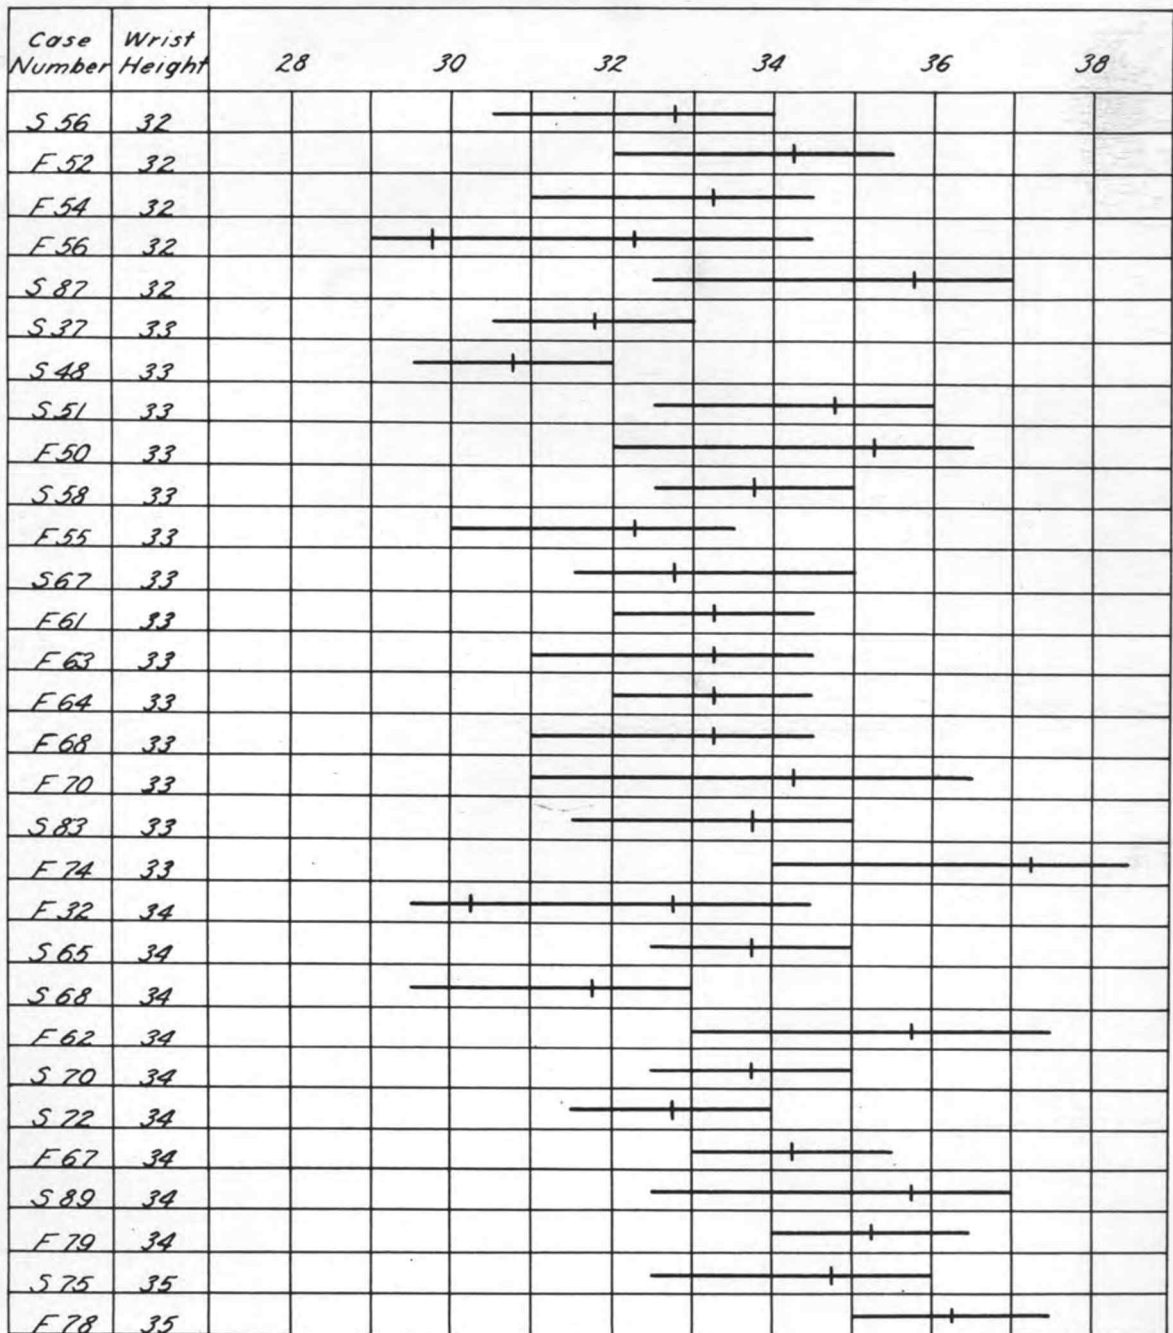 Case Number Wrist Height 28 30 32 34 36 38
S 56 32
F 52 32
F 54 32
F 56 32
S 87 32
S 37 33
S 48 33
S 51 33
F 50 33
S 58 33
F 55 33
S 67 33
F 61 33
F 63 33
F 64 33
F 68 33
F 70 33
S 83 33
F 74 33
F 32 34
S 65 34
S 68 34
F 62 34
S 70 34
S 72 34
F 67 34
S 89 34
F 79 34
S 75 35
F 78 35